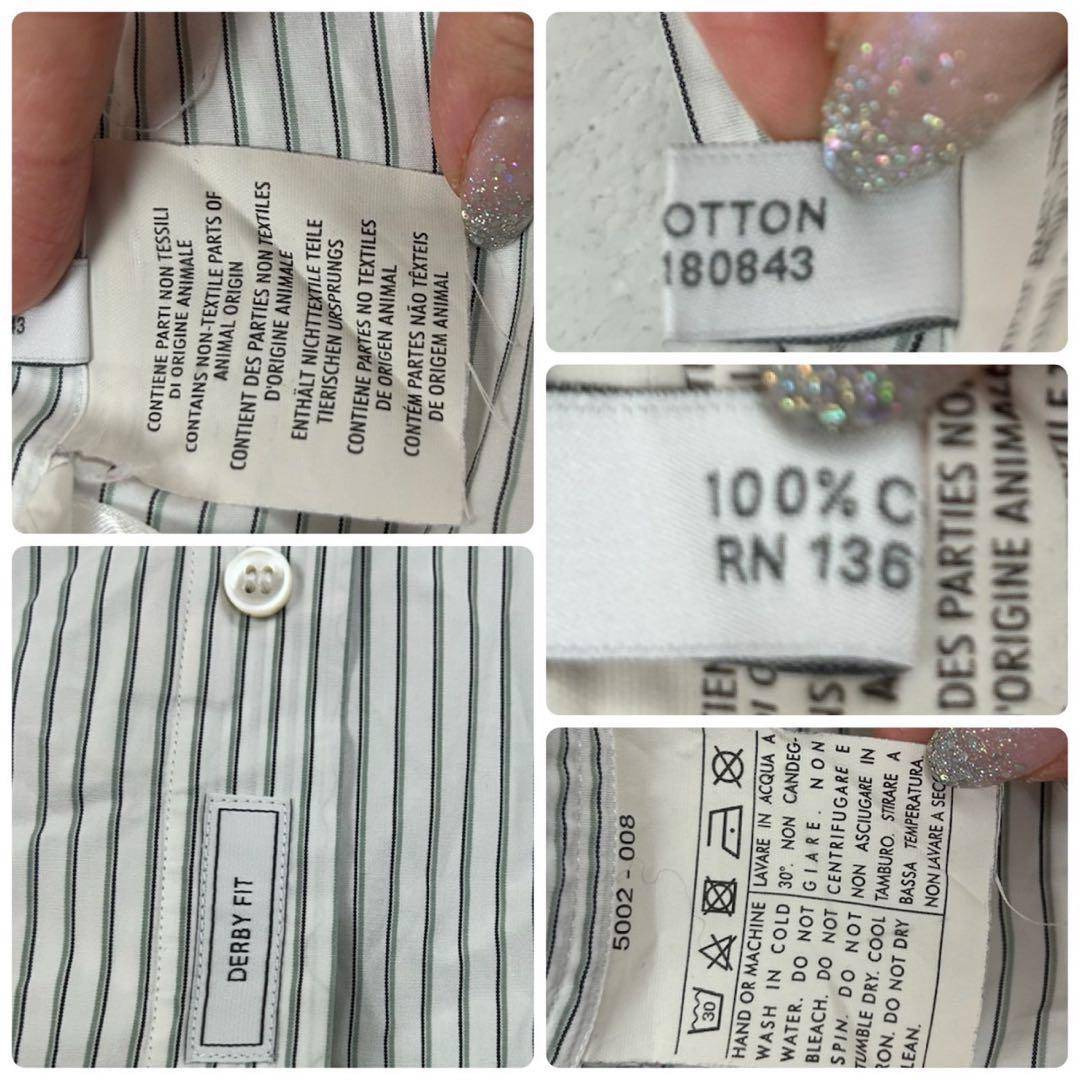 CONTIENE PARTI NON TESSILI
DI ORIGINE ANIMALE
CONTAINS NON-TEXTILE PARTS OF
ANIMAL ORIGIN
CONTIENT DES PARTIES NON TEXTILES
D'ORIGINE ANIMALE
ENTHÄLT NICHTTEXTILE TEILE
TIERISCHEN URSPRUNGS
CONTIENE PARTES NO TEXTILES
DE ORIGEN ANIMAL
CONTÉM PARTES NÃO TÊXTEIS
DE ORIGEM ANIMAL
OTTON
180843
100% C
RN 136
DES PARTIES NO
'ORIGINE ANIMALE
DERBY FIT
5002 - 008
30
LAVARE IN ACQUA A
30°. NON CANDEG-
GIARE. NON
CENTRIFUGARE E
NON ASCIUGARE IN
TAMBURO. STIRARE A
BASSA TEMPERATURA.
NON LAVARE A SEC
HAND OR MACHINE
WASH IN COLD
WATER. DO NOT
BLEACH. DO NOT
SPIN. DO NOT
TUMBLE DRY. COOL
RON. DO NOT DRY
LEAN.